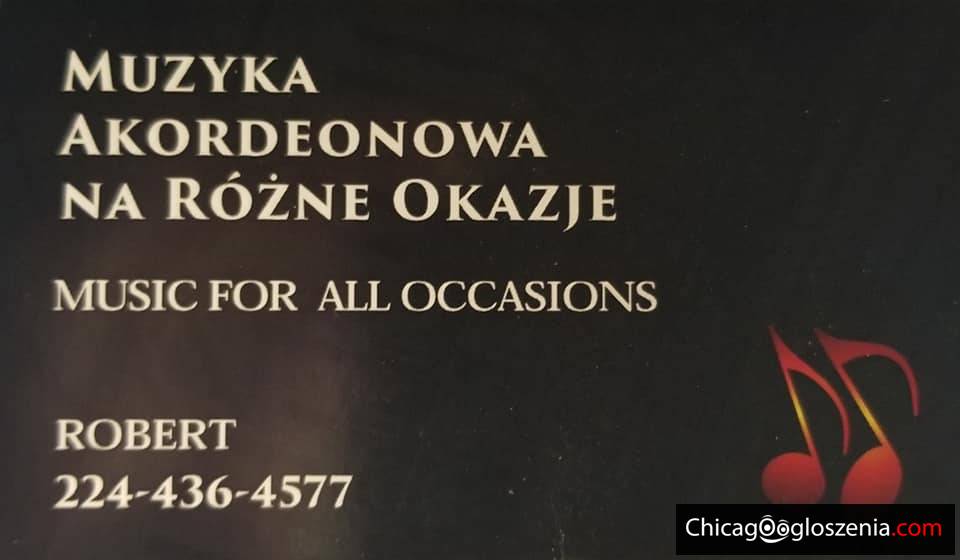 MUZYKA
AKORDEONOWA
NA RÓŻNE OKAZJE
MUSIC FOR ALL OCCASIONS
ROBERT
224-436-4577
Chicagoogloszenia.com